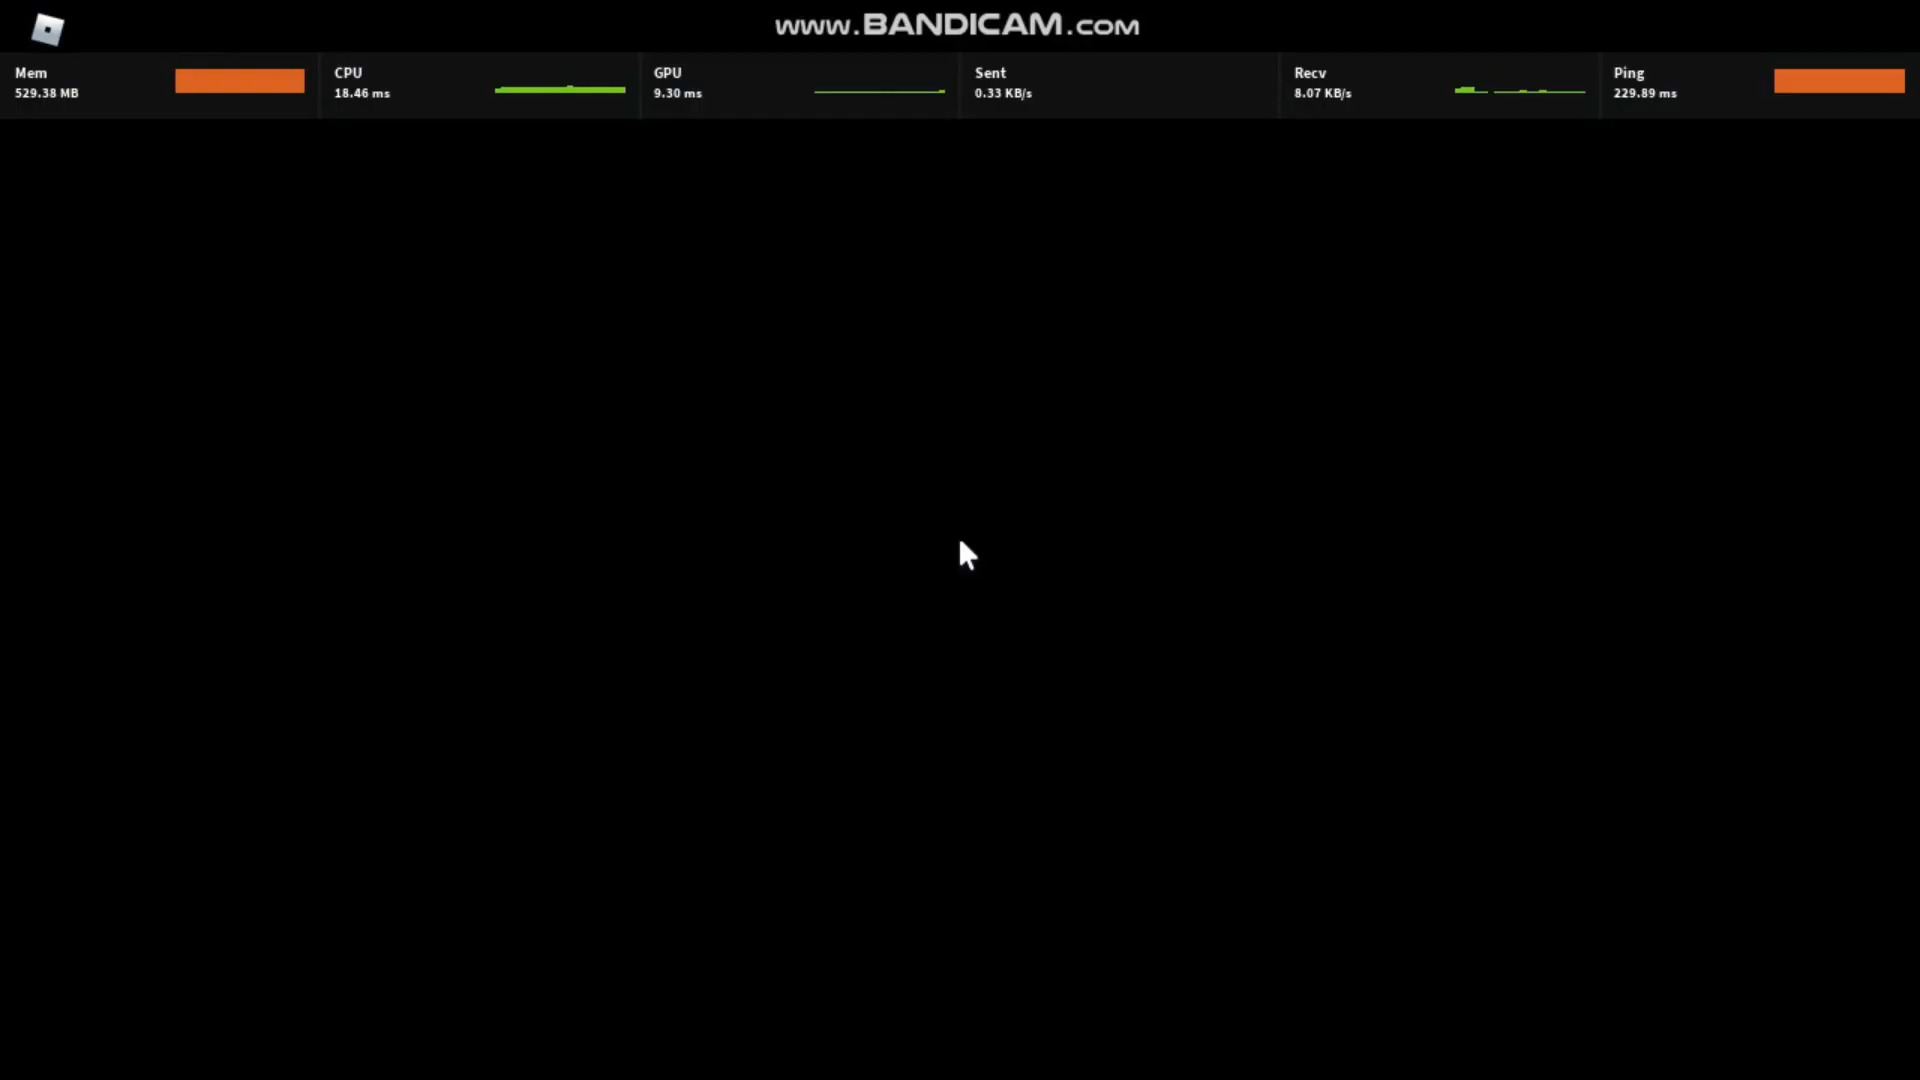 www.BANDICAM.COM
Mem
529.38 MB
CPU
18.46 ms
GPU
9.30 ms
Sent
0.33 KB/s
Recv
8.07 KB/s
Ping
229.89 ms